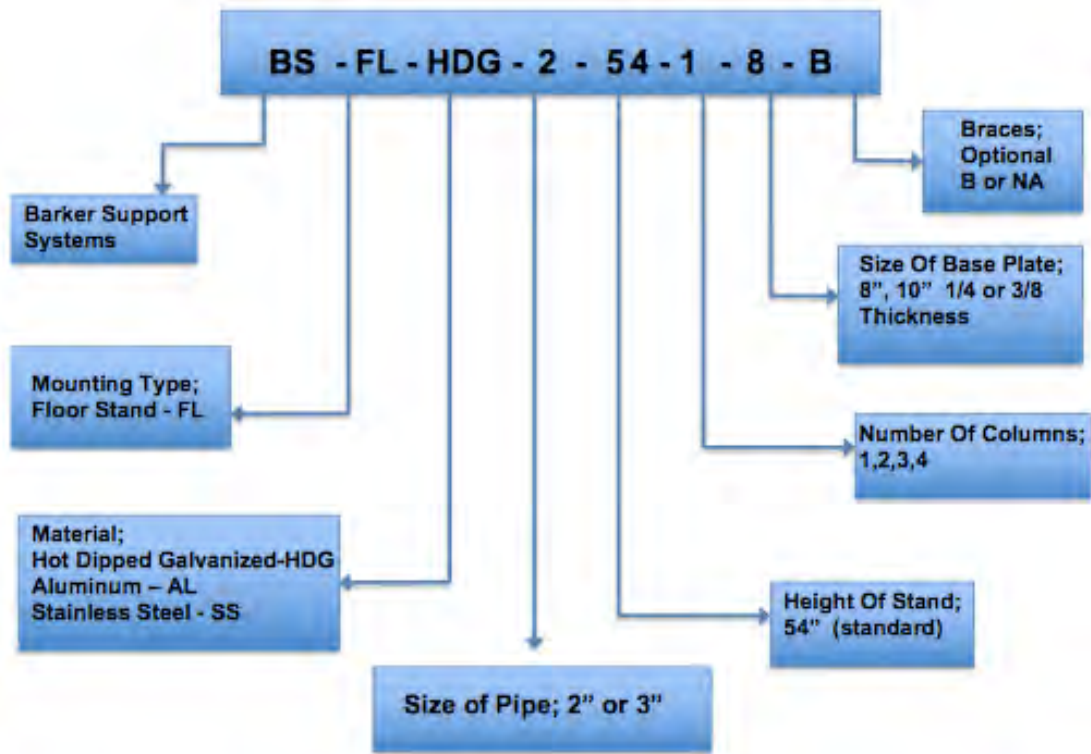 BS - FL - HDG - 2 - 54 - 1 - 8 - B
Braces;
Optional
B or NA
Barker Support
Systems
Size Of Base Plate;
8”, 10” 1/4 or 3/8
Thickness
Mounting Type;
Floor Stand - FL
Number Of Columns;
1,2,3,4
Material;
Hot Dipped Galvanized-HDG
Aluminum – AL
Stainless Steel - SS
Height Of Stand;
54” (standard)
Size of Pipe; 2” or 3”